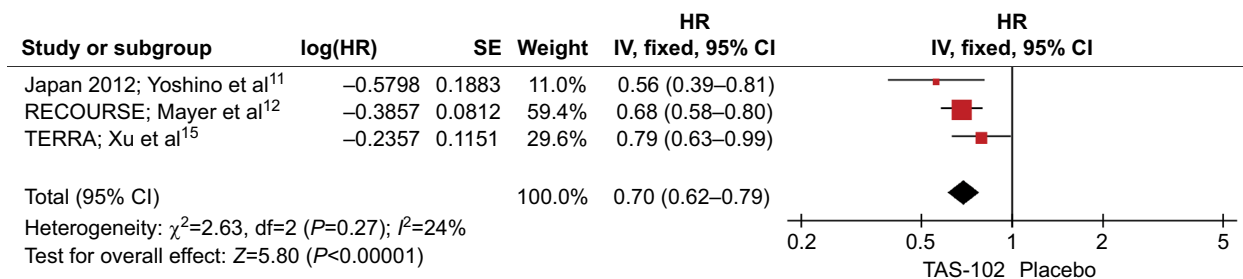 HR HR
Study or subgroup log(HR) SE Weight IV, fixed, 95% CI IV, fixed, 95% CI
Japan 2012; Yoshino et al11 –0.5798 0.1883 11.0% 0.56 (0.39–0.81)
RECOURSE; Mayer et al12 –0.3857 0.0812 59.4% 0.68 (0.58–0.80)
TERRA; Xu et al15 –0.2357 0.1151 29.6% 0.79 (0.63–0.99)
Total (95% CI) 100.0% 0.70 (0.62–0.79)
Heterogeneity: χ2=2.63, df=2 (P=0.27); I2=24%
Test for overall effect: Z=5.80 (P<0.00001)
0.2 0.5 1 2 5
TAS-102 Placebo